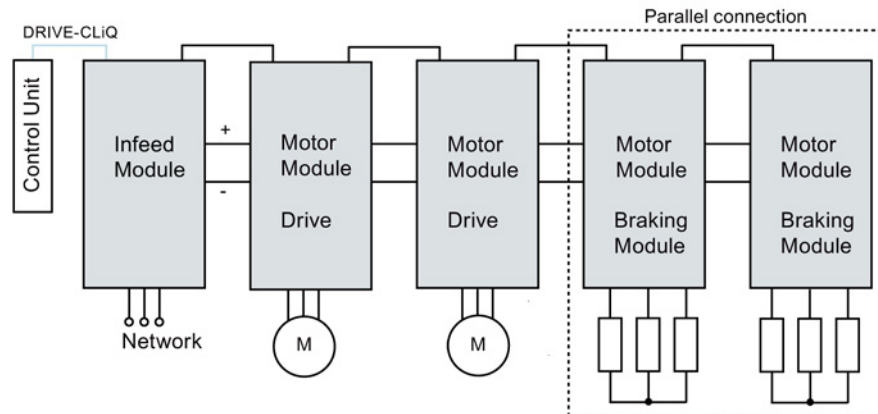 Parallel connection
DRIVE-CLiQ
Control Unit
Infeed
Module
+
-
Motor
Module
Drive
Motor
Module
Drive
Motor
Module
Braking
Module
Motor
Module
Braking
Module
Network
M
M